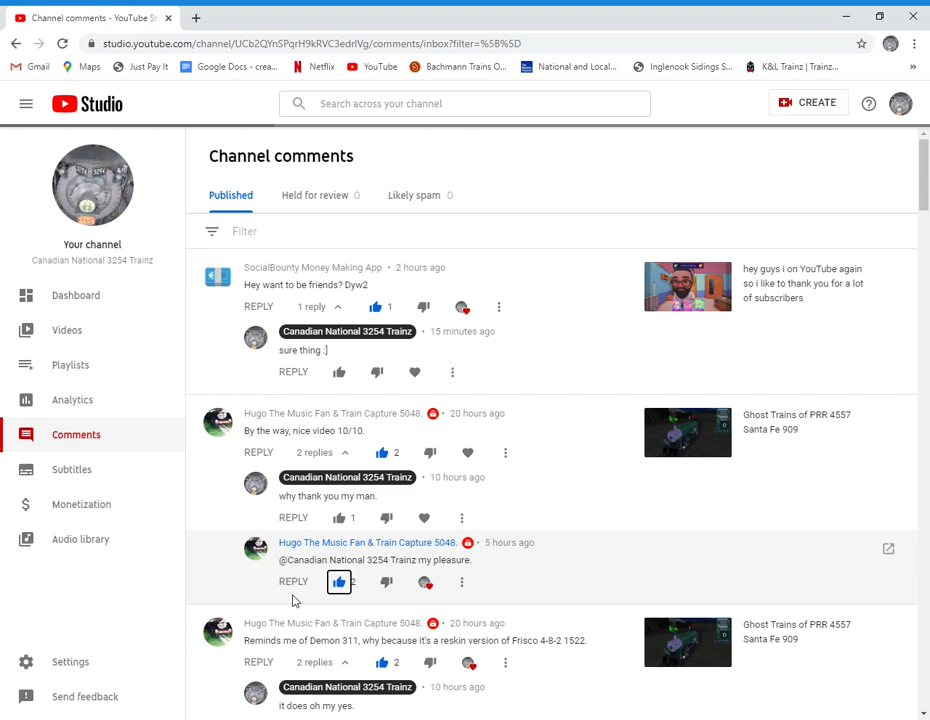 Channel comments - YouTube St
studio.youtube.com/channel/UCb2QYnSPqrH9kRVC3edrIVg/comments/inbox?filter=%5B%5D
Gmail Maps Just Pay It Google Docs - crea... Netflix YouTube Bachmann Trains O... National and Local... Inglenook Sidings S... K&L Trainz | Trainz...
Studio
Search across your channel
CREATE
Your channel
Canadian National 3254 Trainz
Dashboard
Videos
Playlists
Analytics
Comments
Subtitles
Monetization
Audio library
Settings
Send feedback
Channel comments
Published Held for review 0 Likely spam 0
Filter
SocialBounty Money Making App • 2 hours ago
Hey want to be friends? Dyw2
REPLY 1 reply 1
hey guys i on YouTube again
so i like to thank you for a lot
of subscribers
Canadian National 3254 Trainz • 15 minutes ago
sure thing :]
REPLY
Hugo The Music Fan & Train Capture 5048. • 20 hours ago
By the way, nice video 10/10.
REPLY 2 replies 2
Ghost Trains of PRR 4557
Santa Fe 909
Canadian National 3254 Trainz • 10 hours ago
why thank you my man.
REPLY 1
Hugo The Music Fan & Train Capture 5048. • 5 hours ago
@Canadian National 3254 Trainz my pleasure.
REPLY 2
Hugo The Music Fan & Train Capture 5048. • 20 hours ago
Reminds me of Demon 311, why because it's a reskin version of Frisco 4-8-2 1522.
REPLY 2 replies 2
Ghost Trains of PRR 4557
Santa Fe 909
Canadian National 3254 Trainz • 10 hours ago
it does oh my yes.